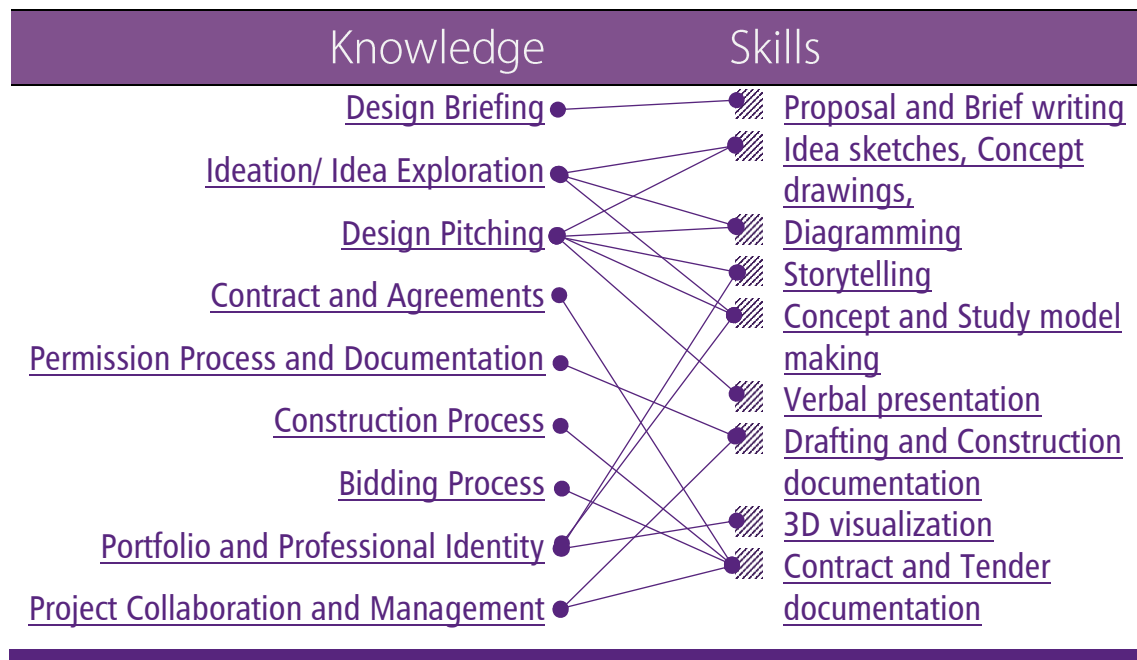 Knowledge
Skills
Design Briefing
Ideation/ Idea Exploration
Design Pitching
Contract and Agreements
Permission Process and Documentation
Construction Process
Bidding Process
Portfolio and Professional Identity
Project Collaboration and Management
Proposal and Brief writing
Idea sketches, Concept
drawings,
Diagramming
Storytelling
Concept and Study model
making
Verbal presentation
Drafting and Construction
documentation
3D visualization
Contract and Tender
documentation